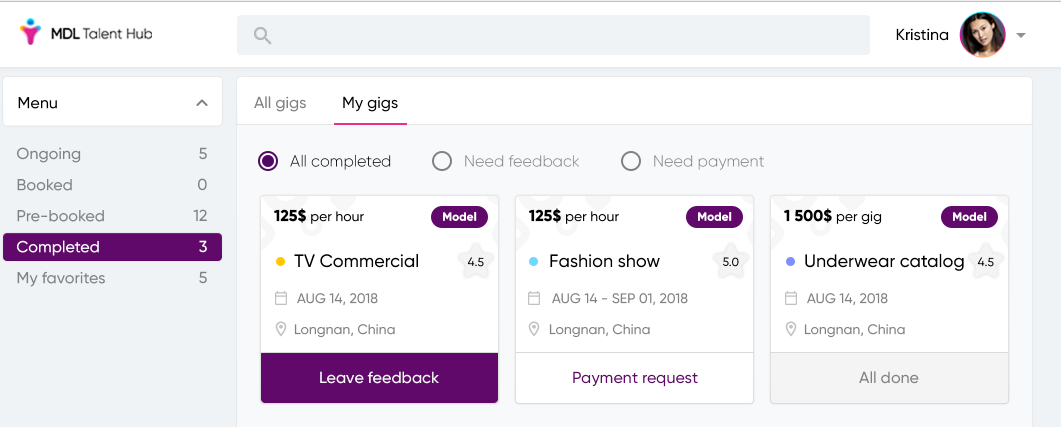 MDL Talent Hub
Kristina
Menu
Ongoing 5
Booked 0
Pre-booked 12
Completed 3
My favorites 5
All gigs My gigs
All completed Need feedback Need payment
125$ per hour Model
TV Commercial 4.5
AUG 14, 2018
Longnan, China
Leave feedback
125$ per hour Model
Fashion show 5.0
AUG 14 - SEP 01, 2018
Longnan, China
Payment request
1 500$ per gig Model
Underwear catalog 4.5
AUG 14, 2018
Longnan, China
All done